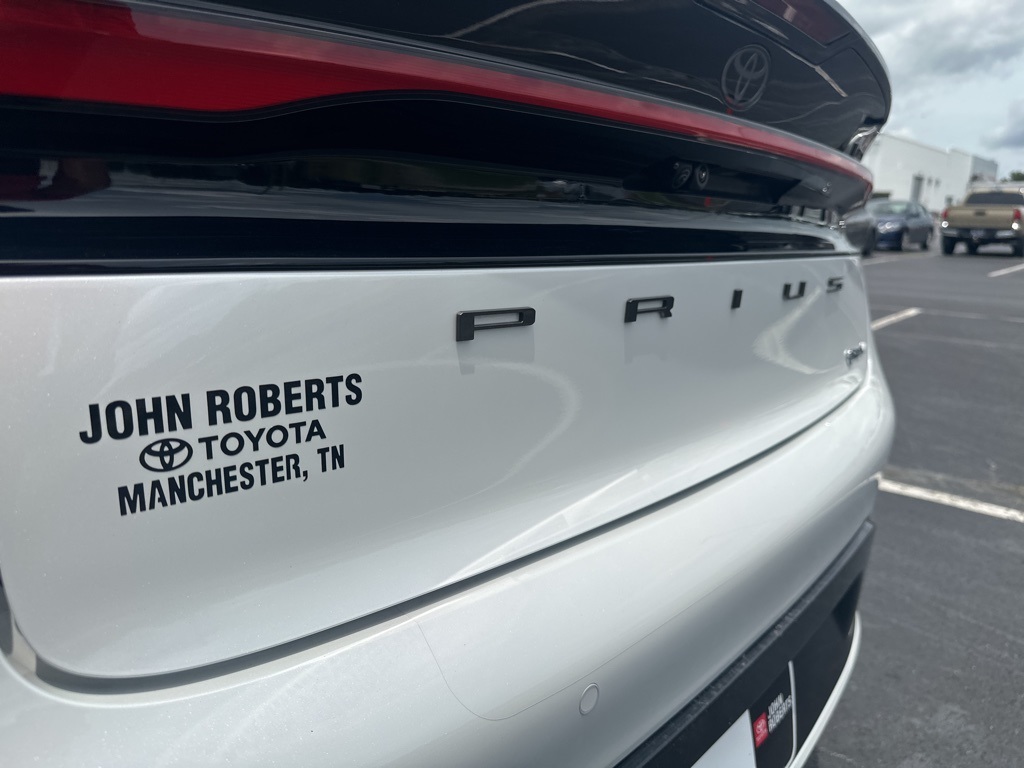 PRIUS
JOHN ROBERTS
TOYOTA
MANCHESTER, TN
JOHN
ROBERTS